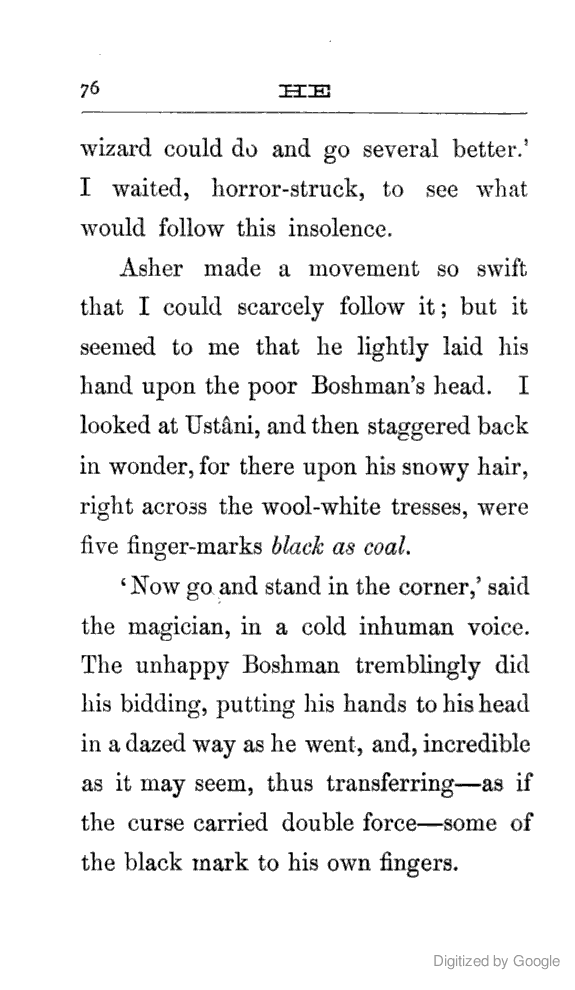 76
HE
wizard could do and go several better.’
I waited, horror-struck, to see what
would follow this insolence.
Asher made a movement so swift
that I could scarcely follow it; but it
seemed to me that he lightly laid his
hand upon the poor Boshman’s head. I
looked at Ustâni, and then staggered back
in wonder, for there upon his snowy hair,
right across the wool-white tresses, were
five finger-marks black as coal.
‘Now go and stand in the corner,’ said
the magician, in a cold inhuman voice.
The unhappy Boshman tremblingly did
his bidding, putting his hands to his head
in a dazed way as he went, and, incredible
as it may seem, thus transferring—as if
the curse carried double force—some of
the black mark to his own fingers.
Digitized by Google